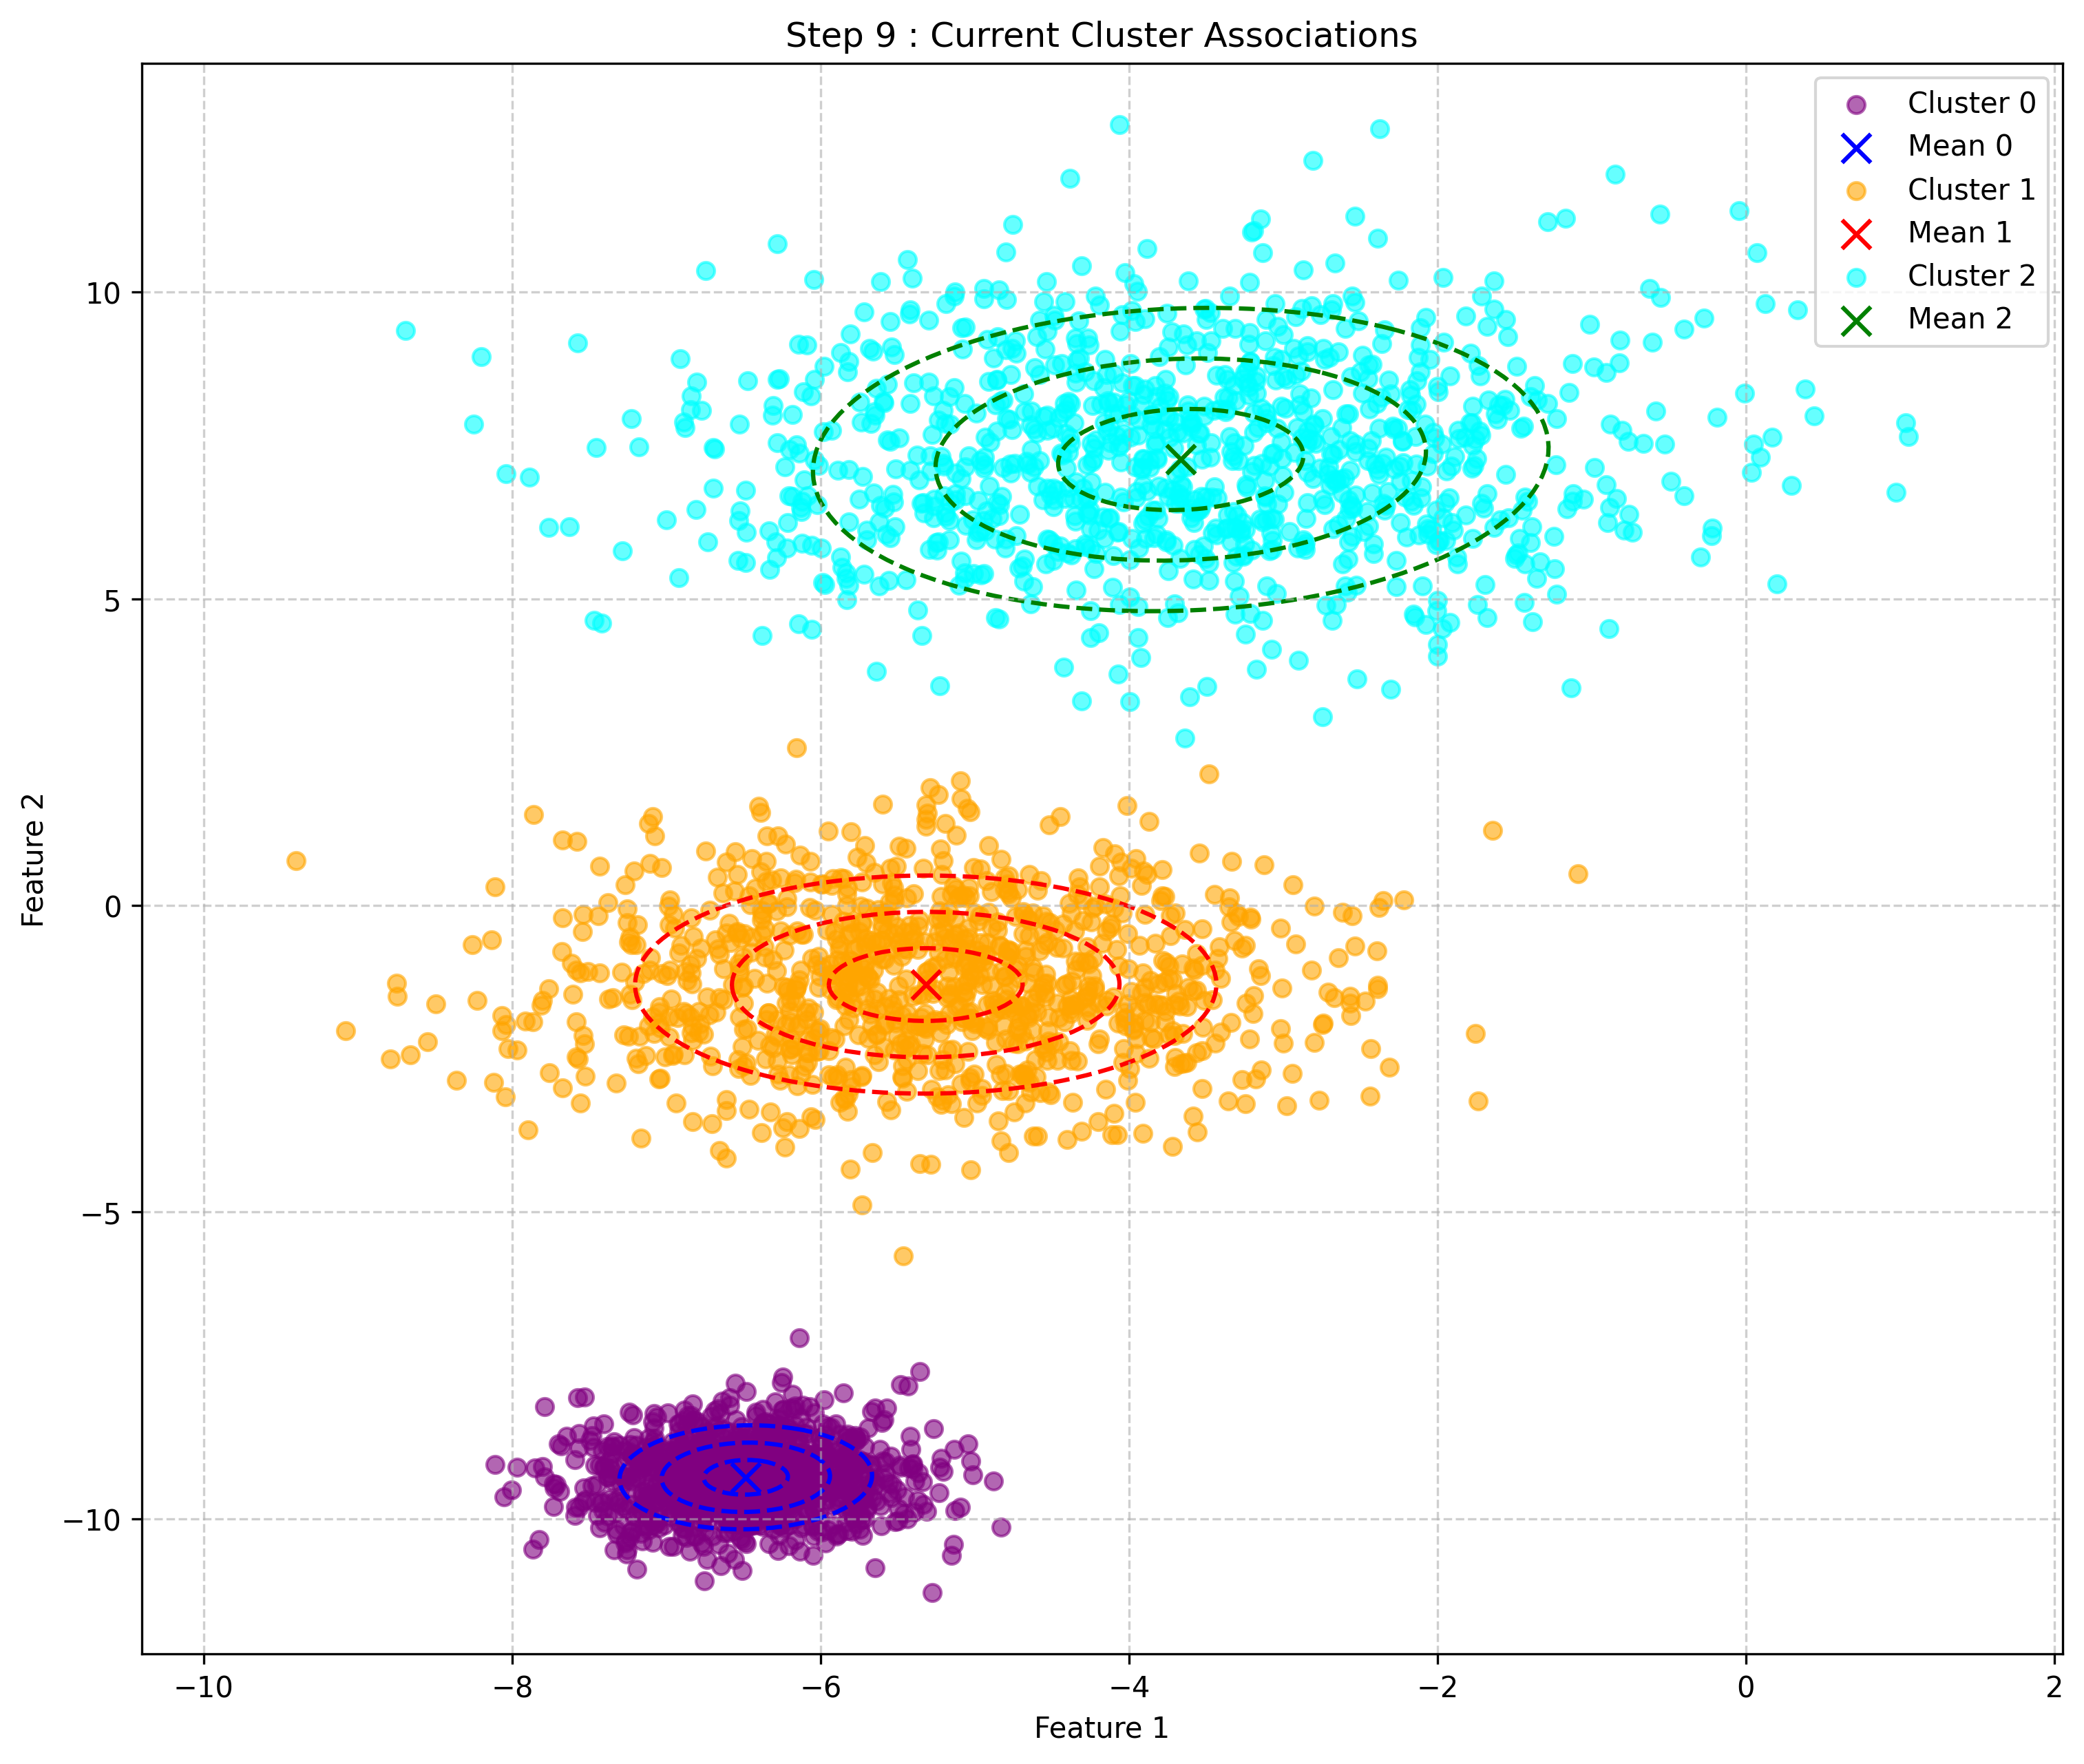 Step 9 : Current Cluster Associations
Cluster 0
Mean 0
Cluster 1
Mean 1
Cluster 2
Mean 2
Feature 2
10
5
0
−5
−10
−10
−8
−6
−4
−2
0
2
Feature 1